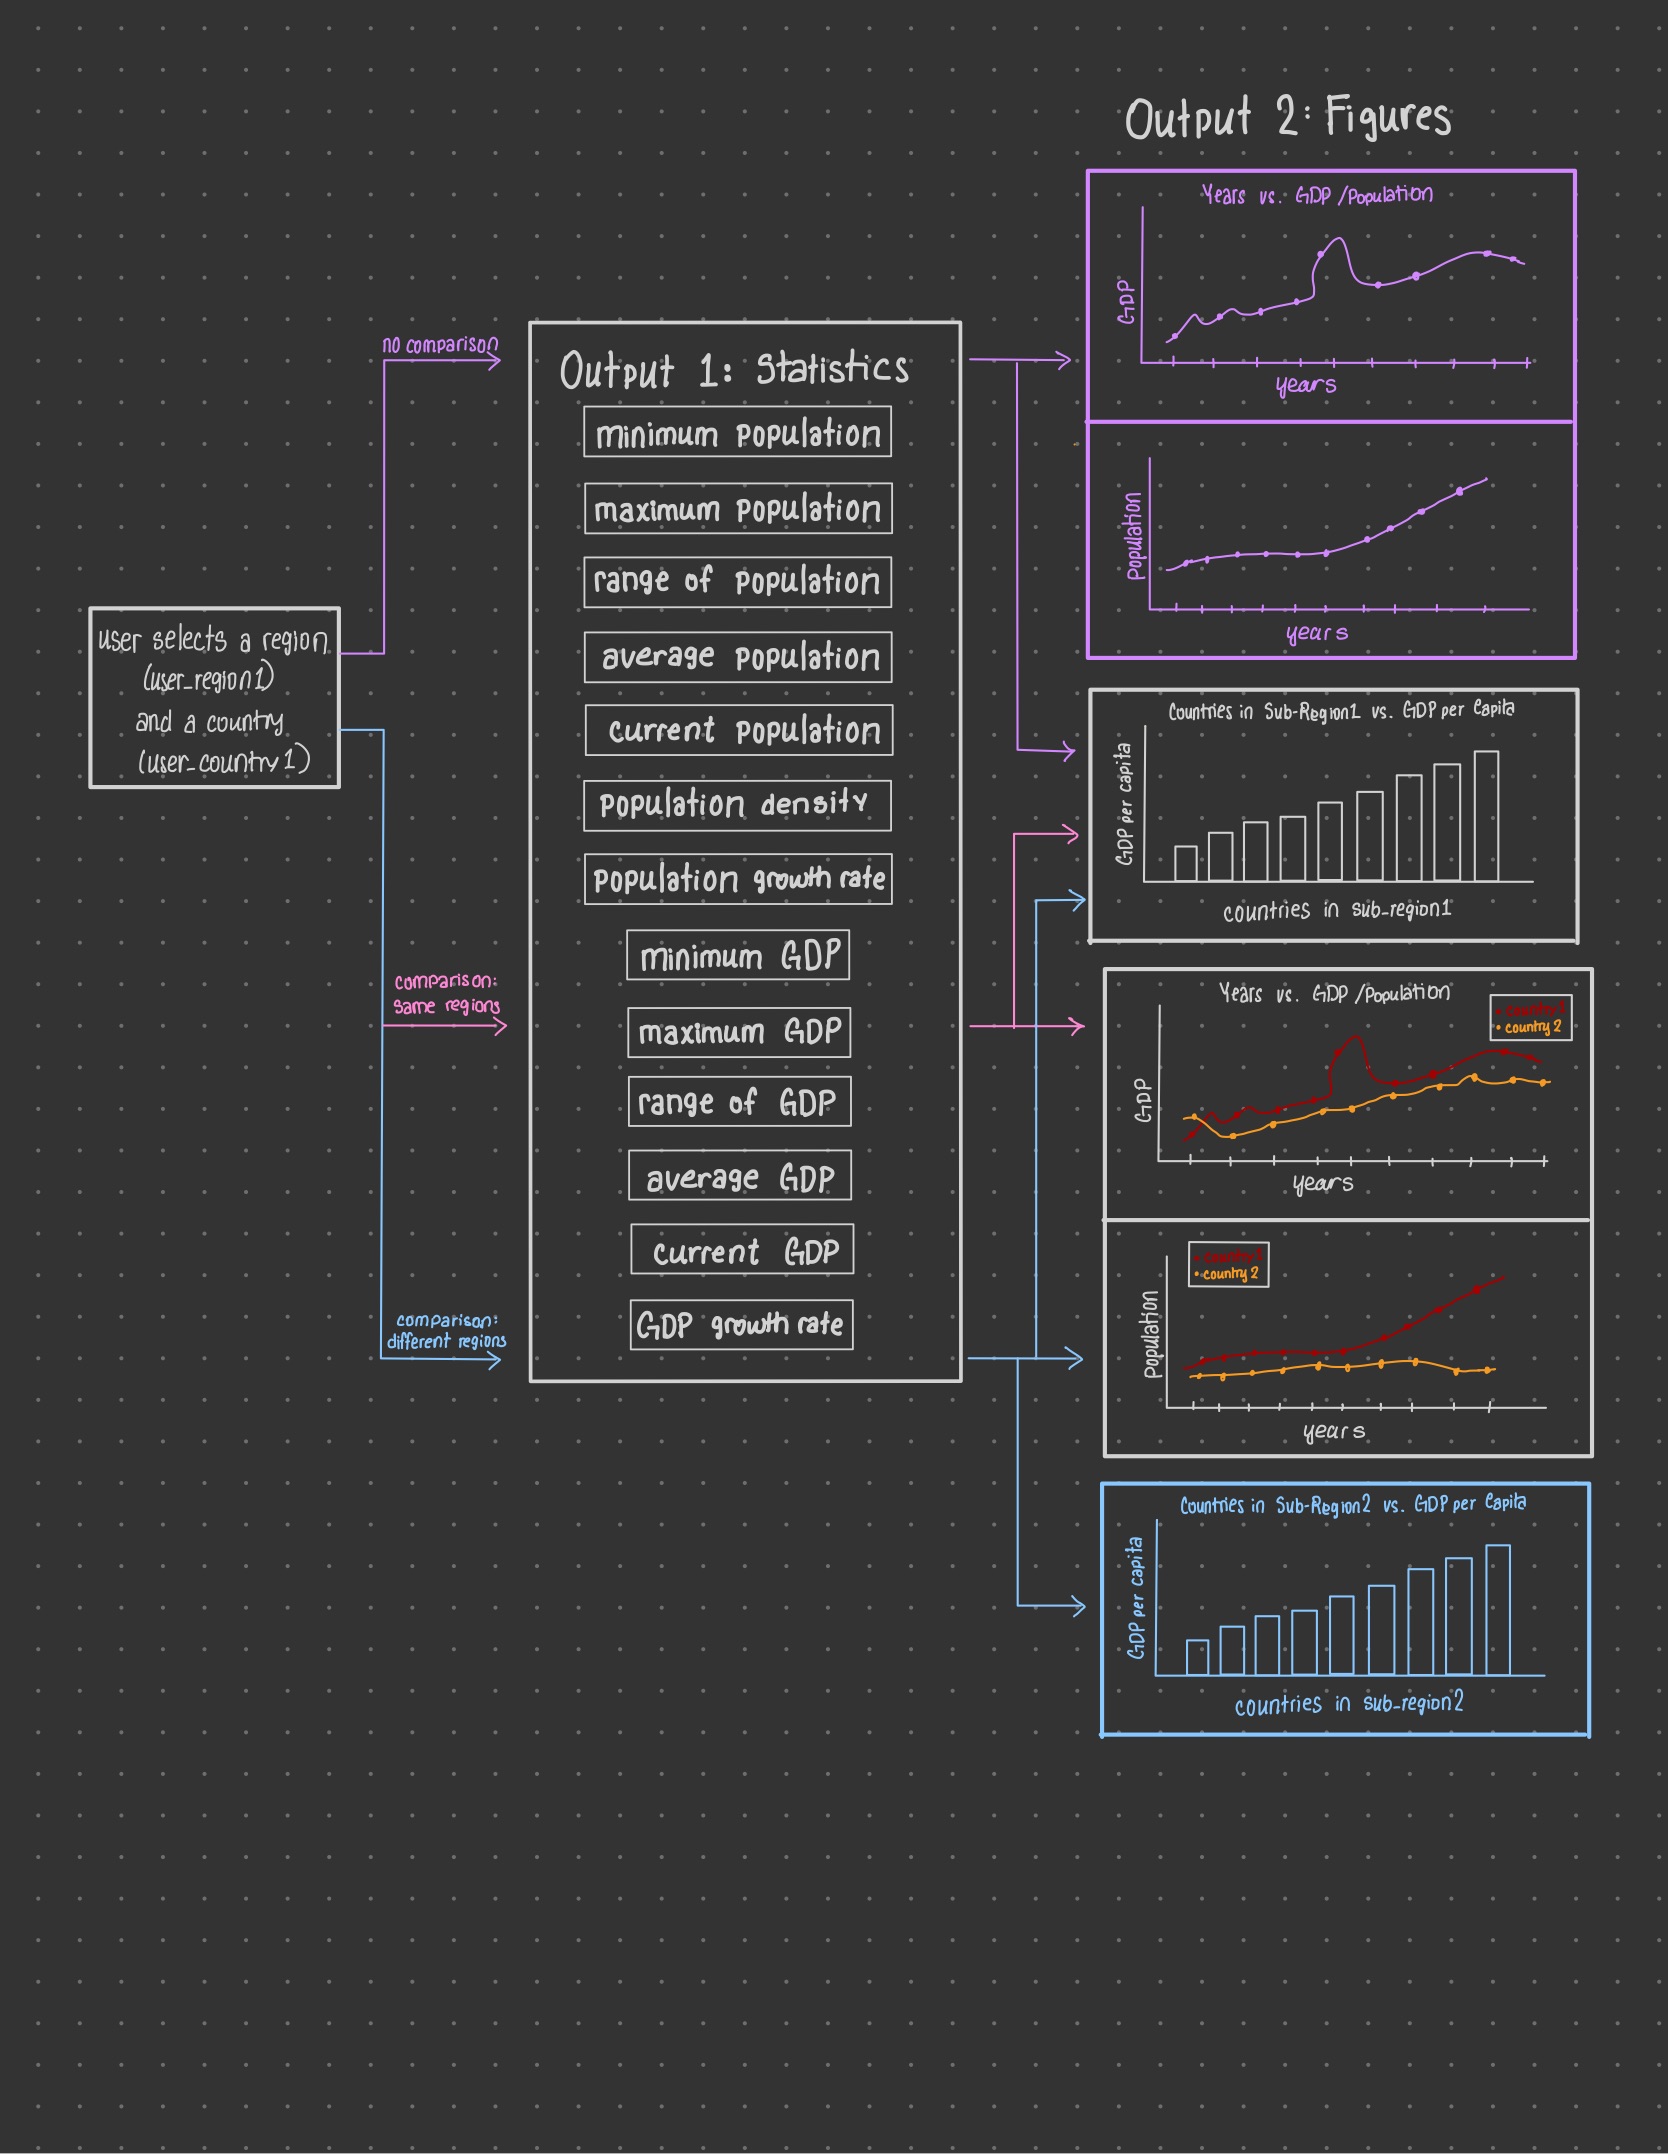 Output 2: Figures
Years vs. GDP/Population
GDP
years
Population
years
no comparison
Output 1: Statistics
minimum population
maximum population
range of population
average population
current population
population density
population growth rate
minimum GDP
maximum GDP
range of GDP
average GDP
current GDP
GDP growth rate
user selects a region
(user_region1)
and a country
(user_country1)
comparison:
same regions
comparison:
different regions
Countries in Sub-Region1 vs. GDP per Capita
GDP per capita
countries in sub-region1
Years vs. GDP/Population
• country 1
• country 2
GDP
years
• country 1
• country 2
Population
years
Countries in Sub-Region2 vs. GDP per Capita
GDP per capita
countries in sub-region2